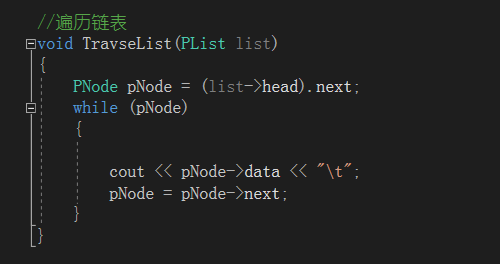 //遍历链表
void TravseList(PList list)
{
PNode pNode = (list->head).next;
while (pNode)
{
cout << pNode->data << "\t";
pNode = pNode->next;
}
}